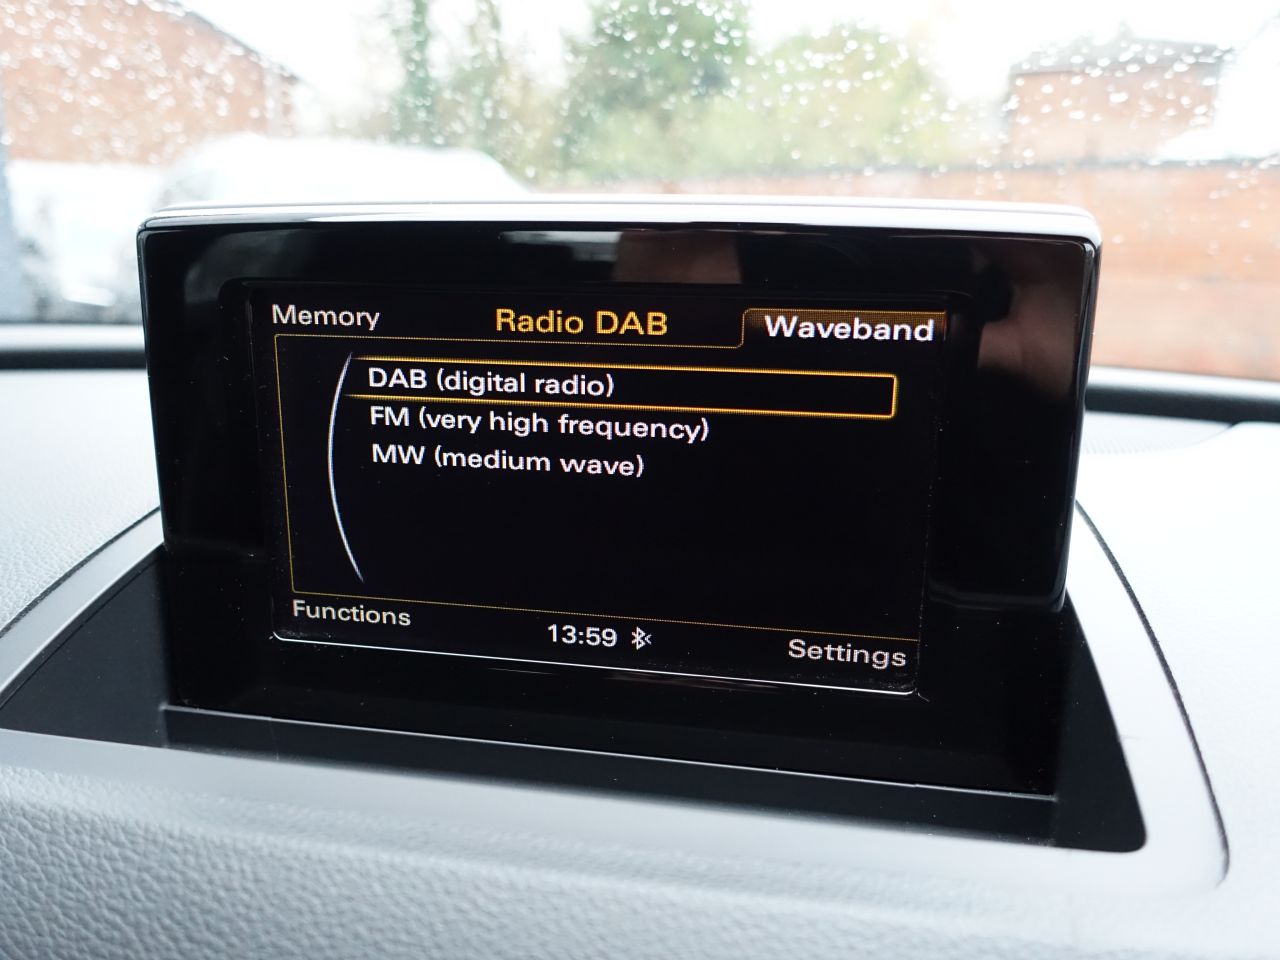 Memory
Radio DAB
Waveband
DAB (digital radio)
FM (very high frequency)
MW (medium wave)
Functions
13:59
Settings